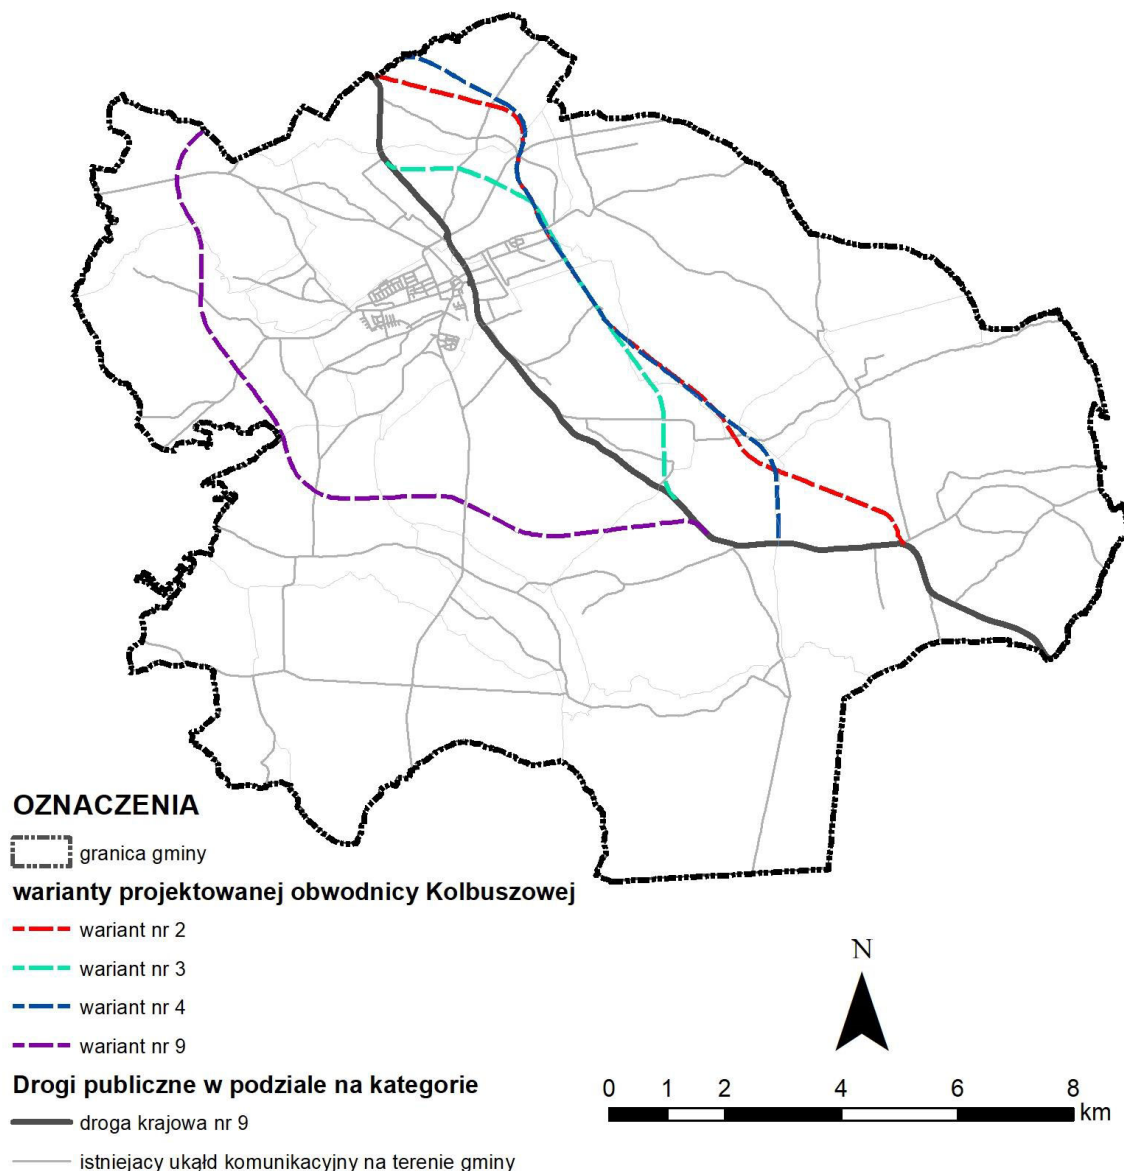 OZNACZENIA
granica gminy
warianty projektowanej obwodnicy Kolbuszowej
wariant nr 2
wariant nr 3
wariant nr 4
wariant nr 9
Drogi publiczne w podziale na kategorie
droga krajowa nr 9
istniejacy ukąłd komunikacyjny na terenie gminy
N
0 1 2 4 6 8
km